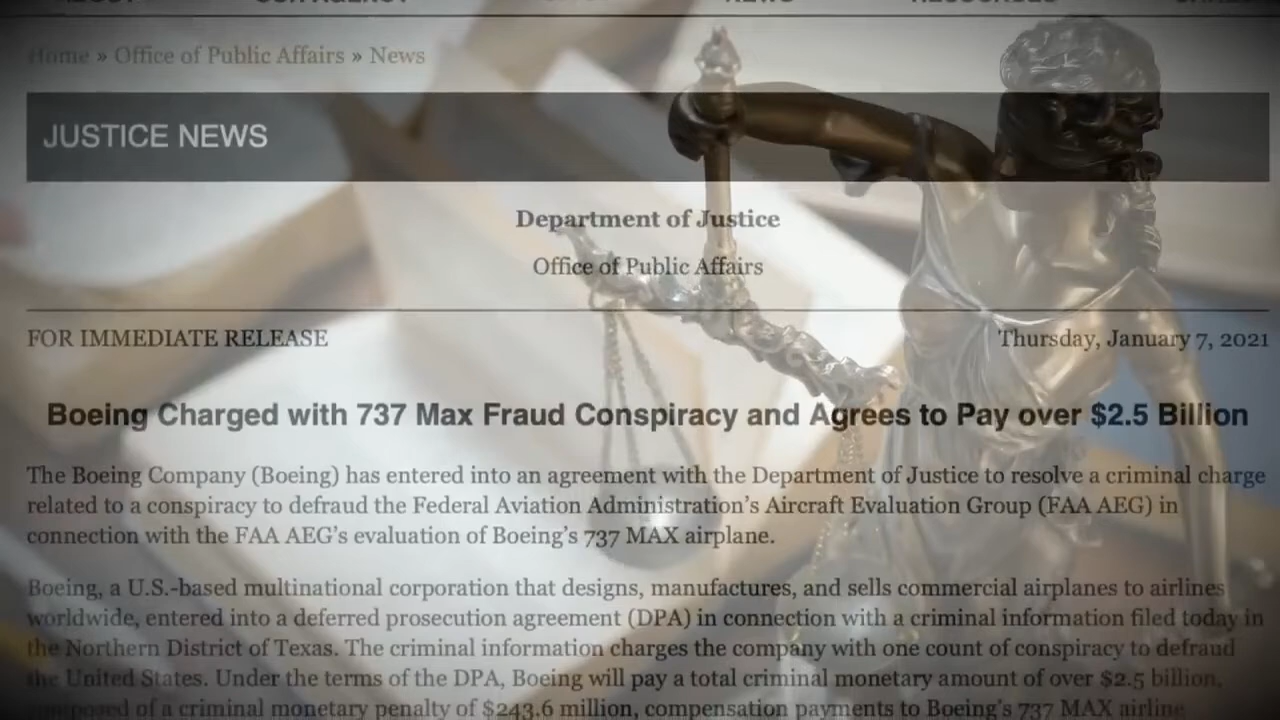 Home » Office of Public Affairs » News
JUSTICE NEWS
Department of Justice
Office of Public Affairs
FOR IMMEDIATE RELEASE
Thursday, January 7, 2021
Boeing Charged with 737 Max Fraud Conspiracy and Agrees to Pay over $2.5 Billion
The Boeing Company (Boeing) has entered into an agreement with the Department of Justice to resolve a criminal charge
related to a conspiracy to defraud the Federal Aviation Administration’s Aircraft Evaluation Group (FAA AEG) in
connection with the FAA AEG’s evaluation of Boeing’s 737 MAX airplane.
Boeing, a U.S.-based multinational corporation that designs, manufactures, and sells commercial airplanes to airlines
worldwide, entered into a deferred prosecution agreement (DPA) in connection with a criminal information filed today in
the Northern District of Texas. The criminal information charges the company with one count of conspiracy to defraud
the United States. Under the terms of the DPA, Boeing will pay a total criminal monetary amount of over $2.5 billion,
composed of a criminal monetary penalty of $243.6 million, compensation payments to Boeing’s 737 MAX airline